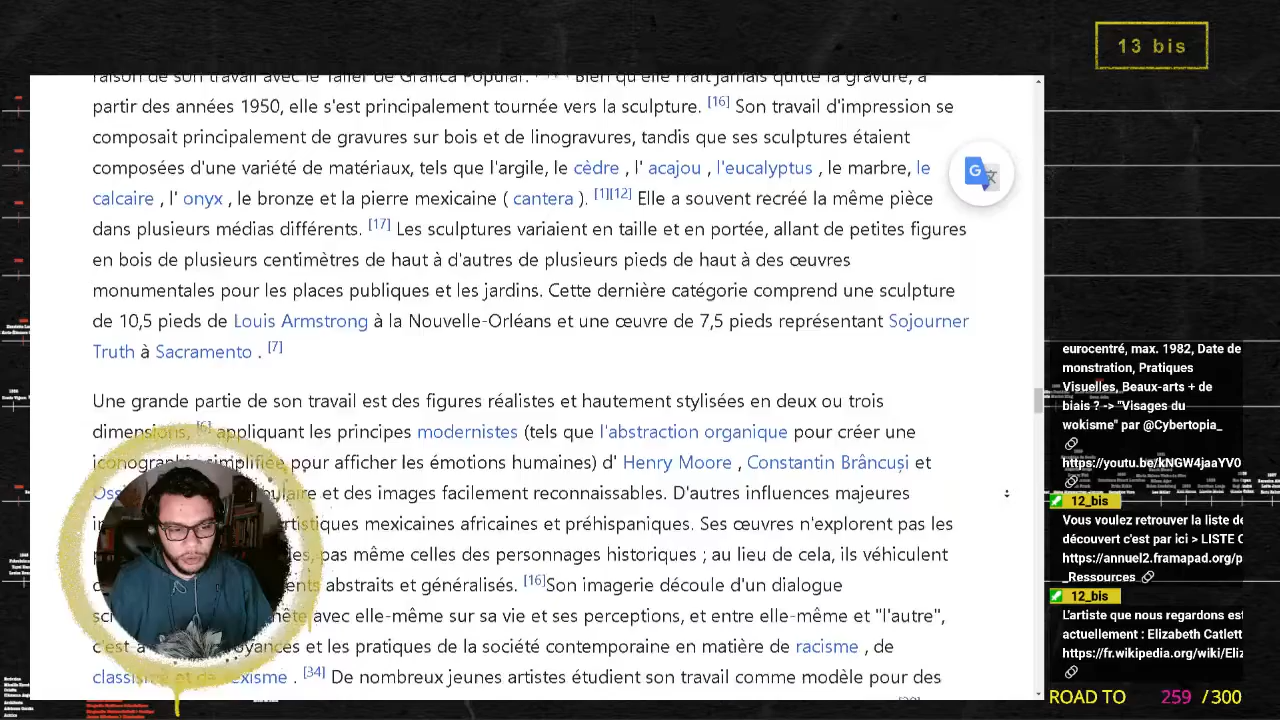 13 bis
partir des années 1950, elle s'est principalement tournée vers la sculpture. [16] Son travail d'impression se
composait principalement de gravures sur bois et de linogravures, tandis que ses sculptures étaient
composées d'une variété de matériaux, tels que l'argile, le cèdre , l' acajou , l'eucalyptus , le marbre, le
calcaire , l' onyx , le bronze et la pierre mexicaine ( cantera ). [1][12] Elle a souvent recréé la même pièce
dans plusieurs médias différents. [17] Les sculptures variaient en taille et en portée, allant de petites figures
en bois de plusieurs centimètres de haut à d'autres de plusieurs pieds de haut à des œuvres
monumentales pour les places publiques et les jardins. Cette dernière catégorie comprend une sculpture
de 10,5 pieds de Louis Armstrong à la Nouvelle-Orléans et une œuvre de 7,5 pieds représentant Sojourner
Truth à Sacramento . [7]
Une grande partie de son travail est des figures réalistes et hautement stylisées en deux ou trois
dimensions, appliquant les principes modernistes (tels que l'abstraction organique pour créer une
simplifiée pour afficher les émotions humaines) d' Henry Moore , Constantin Brâncuși et
et des images facilement reconnaissables. D'autres influences majeures
artistiques mexicaines africaines et préhispaniques. Ses œuvres n'explorent pas les
pas même celles des personnages historiques ; au lieu de cela, ils véhiculent
abstraits et généralisés. [16]Son imagerie découle d'un dialogue
avec elle-même sur sa vie et ses perceptions, et entre elle-même et "l'autre",
et les pratiques de la société contemporaine en matière de racisme , de
. [34] De nombreux jeunes artistes étudient son travail comme modèle pour des
eurocentré, max. 1982, Date de
monstration, Pratiques
Visuelles, Beaux-arts + de
biais ? -> "Visages du
wokisme" par @Cybertopia_
https://youtu.be/kNGW4jaaYV0
12_bis
Vous voulez retrouver la liste de
découvert c'est par ici > LISTE
https://annuel2.framapad.org/p
_Ressources
12_bis
L'artiste que nous regardons est
actuellement : Elizabeth Catlett
https://fr.wikipedia.org/wiki/Eliz
ROAD TO 259 /300